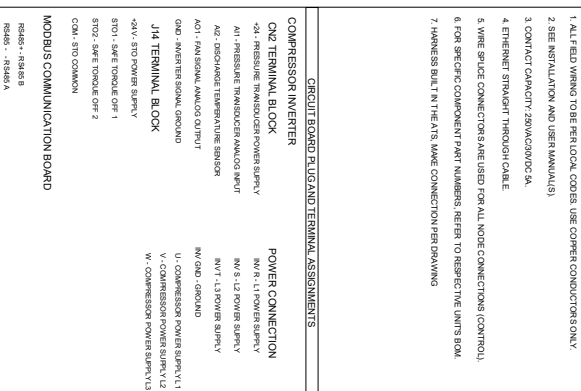 1. ALL FIELD WIRING TO BE PER LOCAL CODES. USE COPPER CONDUCTORS ONLY.
2. SEE INSTALLATION AND USER MANUAL(S).
3. CONTACT CAPACITY: 250VAC/30VDC 5A.
4. ETHERNET: STRAIGHT THROUGH CABLE.
5. WIRE SPLICE CONNECTORS ARE USED FOR ALL NODE CONNECTIONS (CONTROL).
6. FOR SPECIFIC COMPONENT PART NUMBERS, REFER TO RESPECTIVE UNIT'S BOM.
7. HARNESS BUILT IN THE ATS. MAKE CONNECTION PER DRAWING
CIRCUIT BOARD PLUG AND TERMINAL ASSIGNMENTS
COMPRESSOR INVERTER
CN2 TERMINAL BLOCK
+24 - PRESSURE TRANSDUCER POWER SUPPLY
AI1 - PRESSURE TRANSDUCER ANALOG INPUT
AI2 - DISCHARGE TEMPERATURE SENSOR
AO1 - FAN SIGNAL ANALOG OUTPUT
GND - INVERTER SIGNAL GROUND
J14 TERMINAL BLOCK
+24V - STO POWER SUPPLY
STO1 - SAFE TORQUE OFF 1
STO2 - SAFE TORQUE OFF 2
COM - STO COMMON
MODBUS COMMUNICATION BOARD
RS485+ - RS485 B
RS485- - RS485 A
POWER CONNECTION
INV R - L1 POWER SUPPLY
INV S - L2 POWER SUPPLY
INV T - L3 POWER SUPPLY
INV GND - GROUND
U - COMPRESSOR POWER SUPPLY L1
V - COMPRESSOR POWER SUPPLY L2
W - COMPRESSOR POWER SUPPLY L3